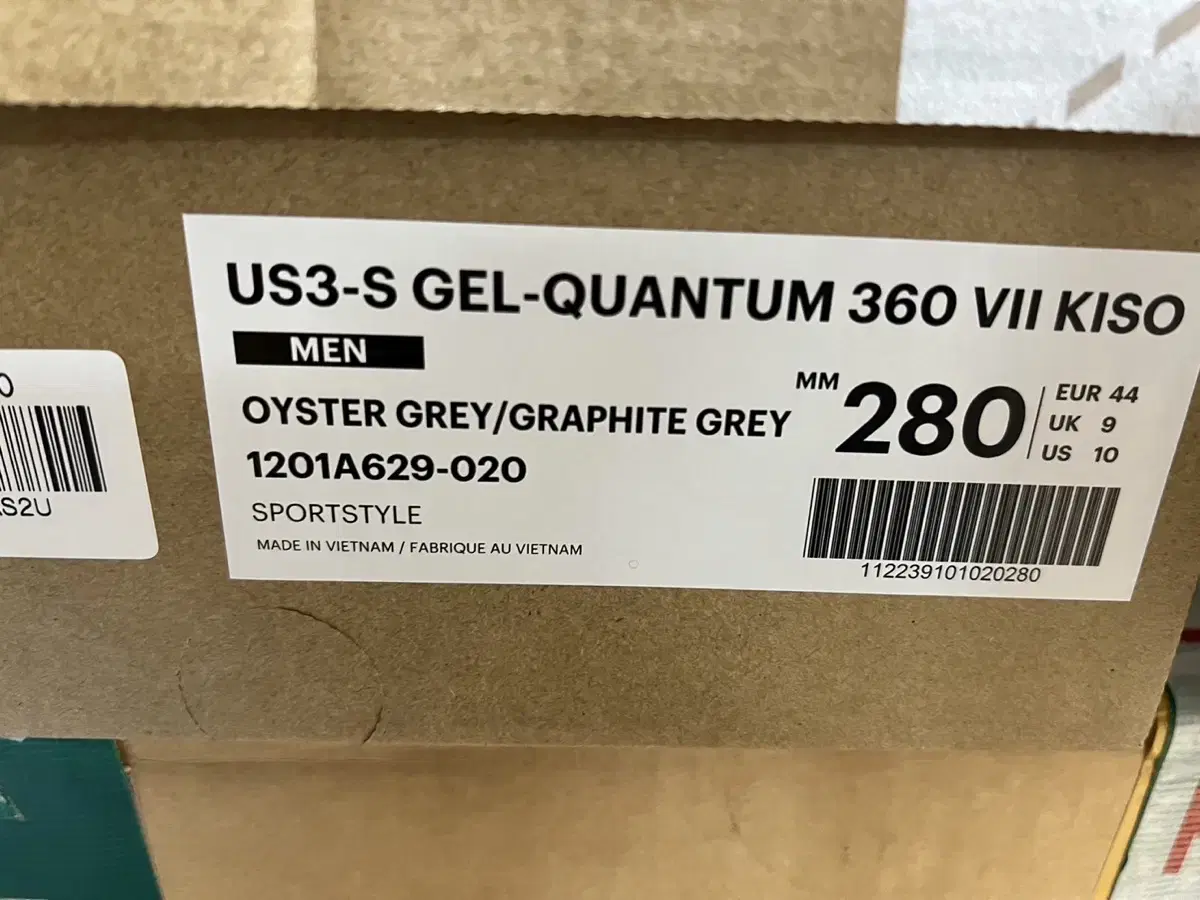 US3-S GEL-QUANTUM 360 VII KISO
MEN
OYSTER GREY/GRAPHITE GREY
1201A629-020
SPORTSTYLE
MADE IN VIETNAM / FABRIQUE AU VIETNAM
MM 280
EUR 44
UK 9
US 10
112239101020280
S2U